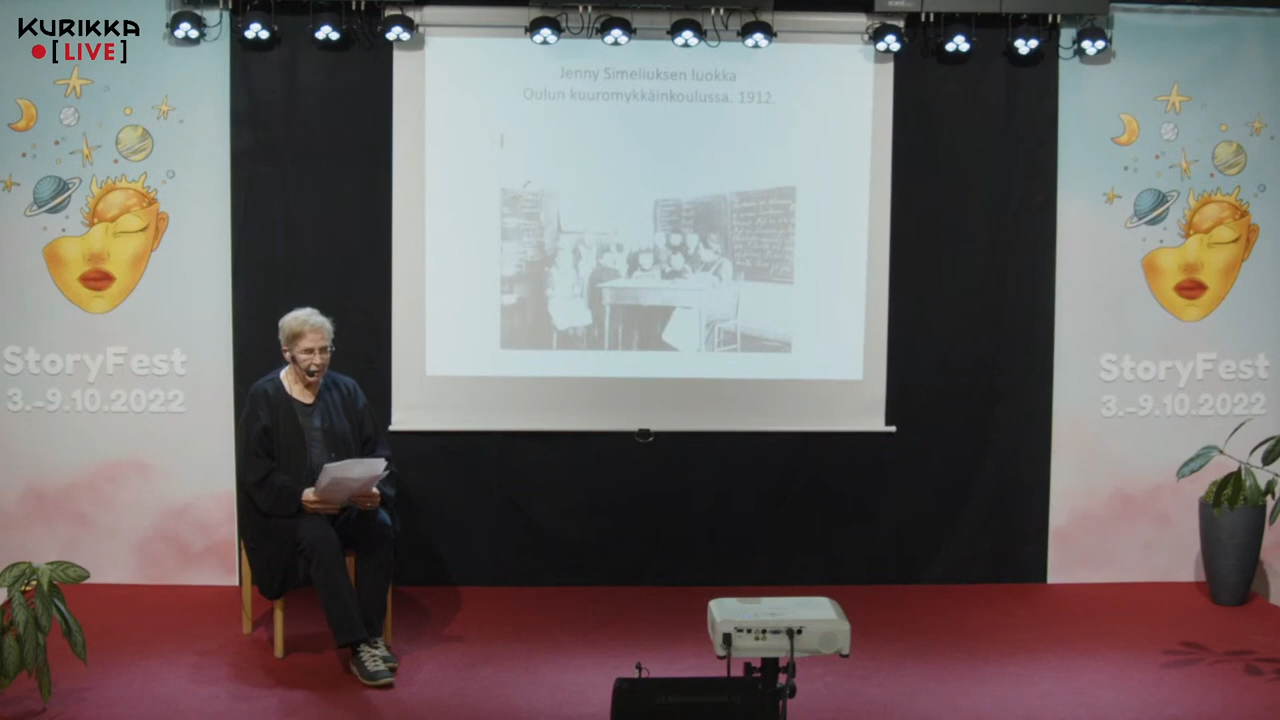 KURIKKA
[LIVE]
Jenny Simeliuksen luokka
Oulun kuuromykkäinkoulussa. 1912.
StoryFest
3.-9.10.2022
StoryFest
3.-9.10.2022